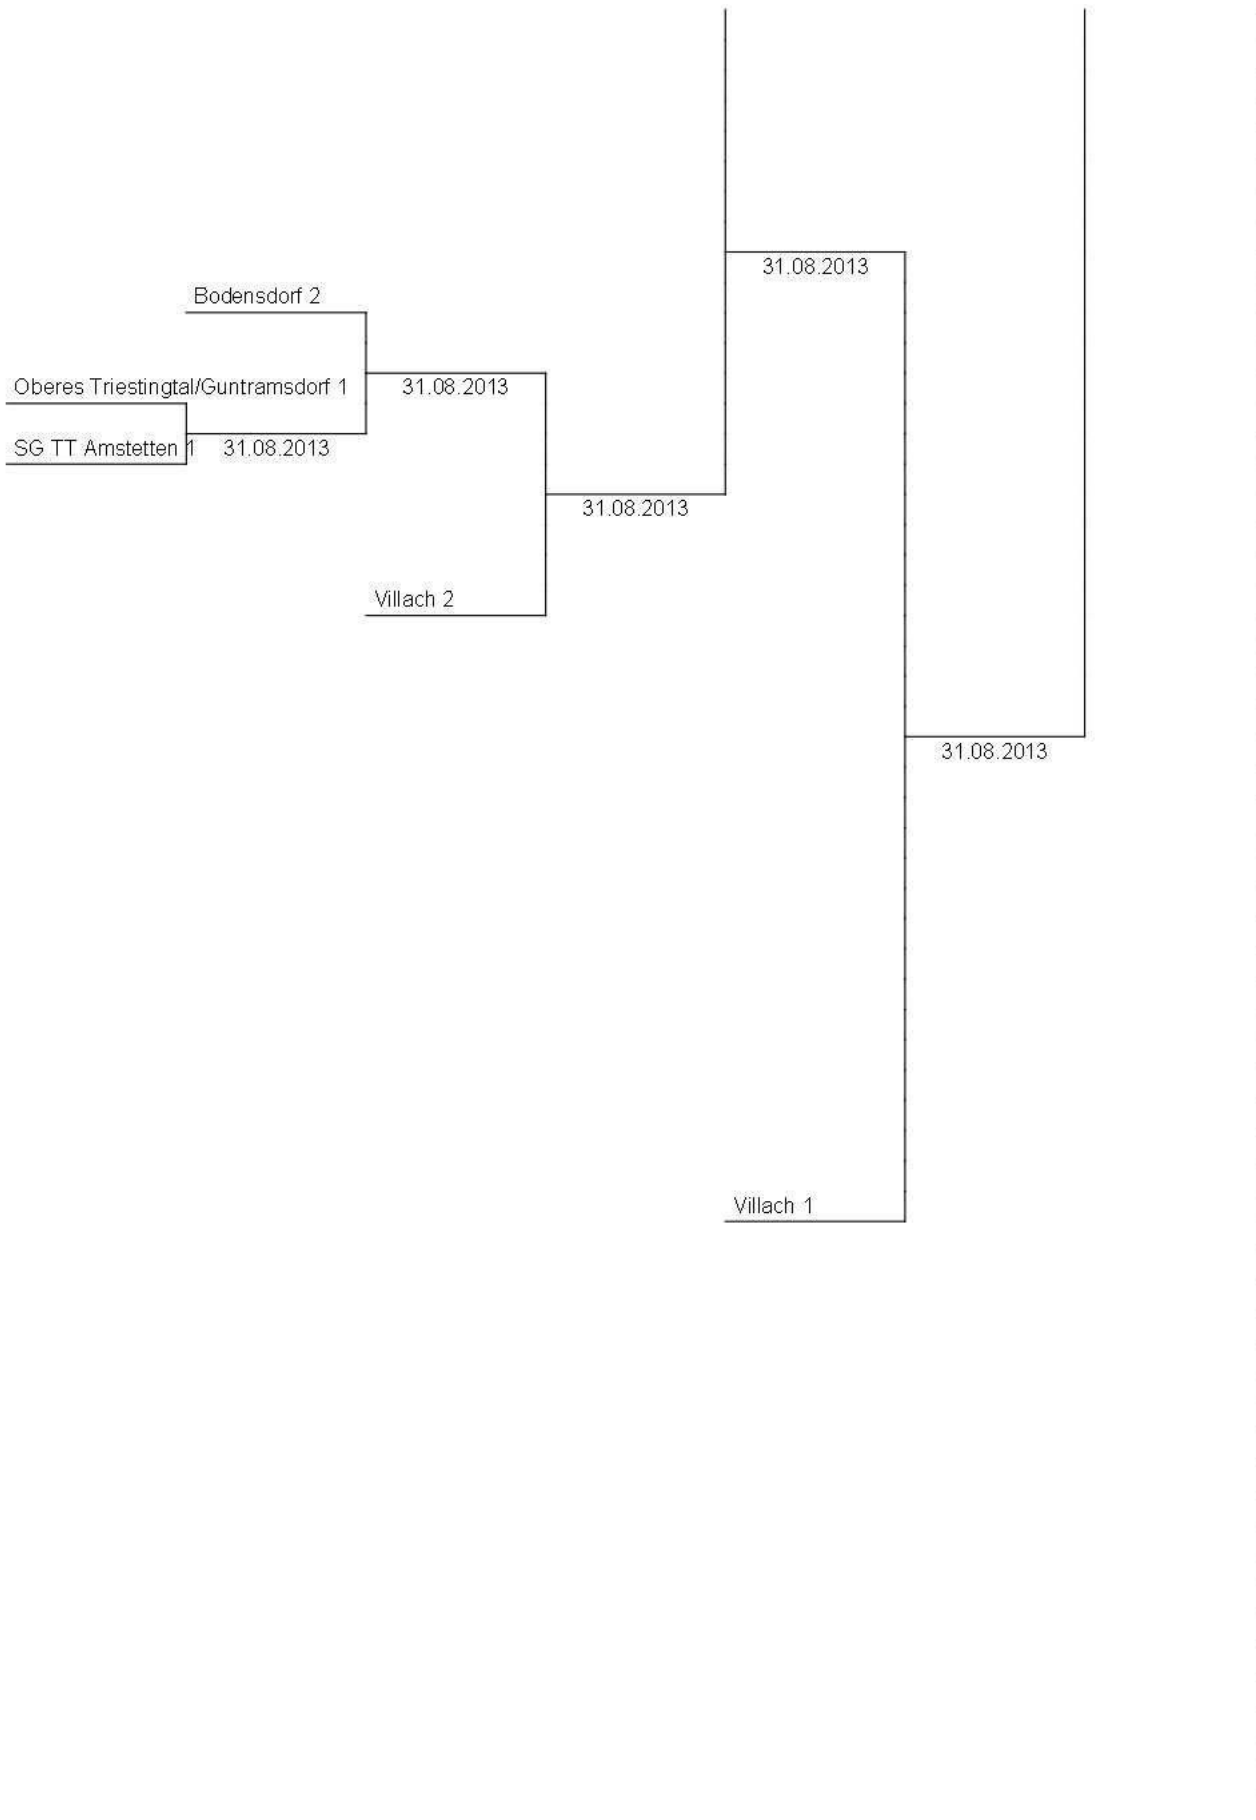 31.08.2013
Bodensdorf 2
Oberes Triestingtal/Guntramsdorf 1
31.08.2013
SG TT Amstetten 1
31.08.2013
31.08.2013
Villach 2
31.08.2013
Villach 1